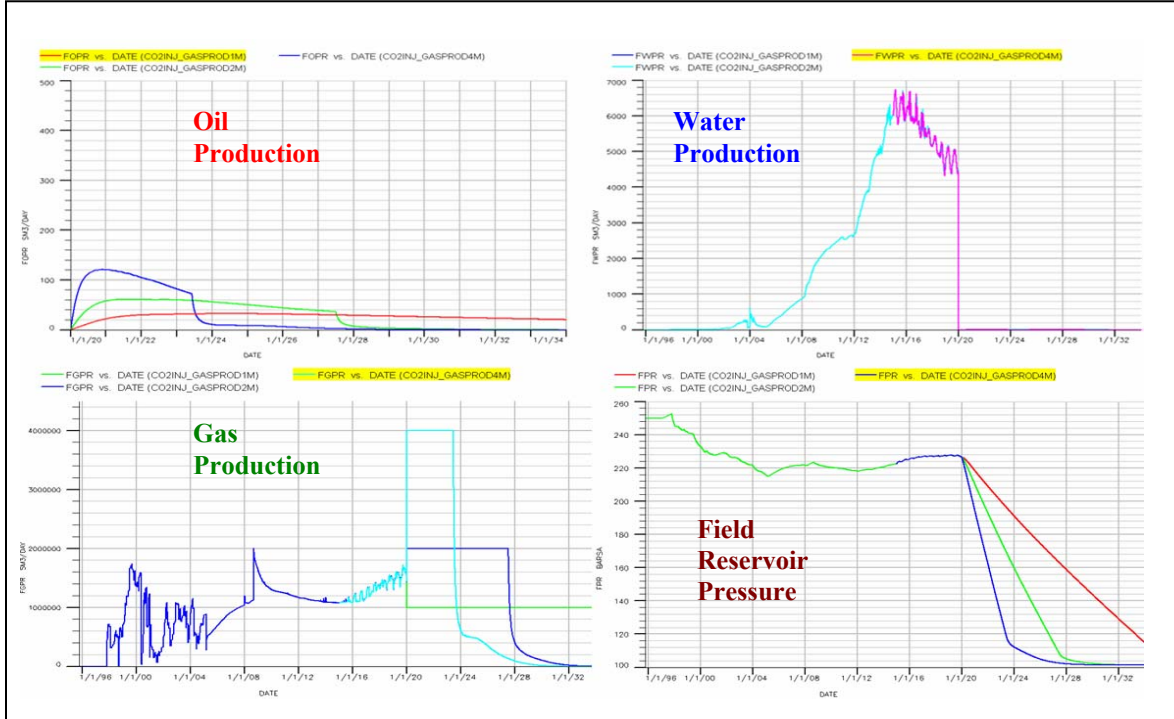 FOPR vs. DATE (CO2INJ_GASPROD1M) FOPR vs. DATE (CO2INJ_GASPROD4M)
FOPR vs. DATE (CO2INJ_GASPROD2M)
500
400
300
200
100
0
FOPR SM3/DAY
Oil
Production
1/1/20 1/1/22 1/1/24 1/1/26 1/1/28 1/1/30 1/1/32 1/1/34
DATE
FWPR vs. DATE (CO2INJ_GASPROD1M) FWPR vs. DATE (CO2INJ_GASPROD4M)
FWPR vs. DATE (CO2INJ_GASPROD2M)
7000
6000
5000
4000
3000
2000
1000
0
FWPR SM3/DAY
Water
Production
1/1/96 1/1/00 1/1/04 1/1/08 1/1/12 1/1/16 1/1/20 1/1/24 1/1/28 1/1/32
DATE
FGPR vs. DATE (CO2INJ_GASPROD1M) FGPR vs. DATE (CO2INJ_GASPROD4M)
FGPR vs. DATE (CO2INJ_GASPROD2M)
4000000
3000000
2000000
1000000
0
FGPR SM3/DAY
Gas
Production
1/1/96 1/1/00 1/1/04 1/1/08 1/1/12 1/1/16 1/1/20 1/1/24 1/1/28 1/1/32
DATE
FPR vs. DATE (CO2INJ_GASPROD1M) FPR vs. DATE (CO2INJ_GASPROD4M)
FPR vs. DATE (CO2INJ_GASPROD2M)
260
240
220
200
180
160
140
120
100
FPR BARSA
Field
Reservoir
Pressure
1/1/96 1/1/00 1/1/04 1/1/08 1/1/12 1/1/16 1/1/20 1/1/24 1/1/28 1/1/32
DATE